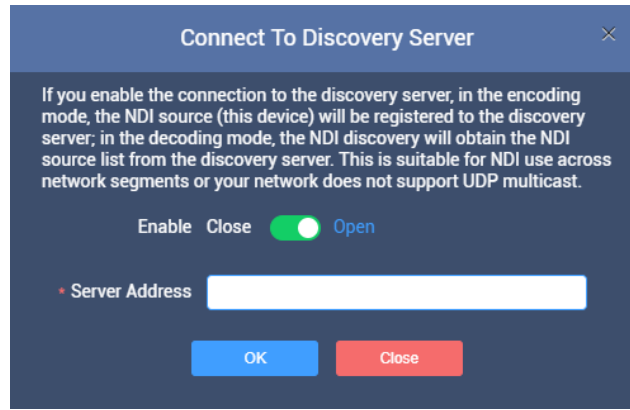 Connect To Discovery Server
If you enable the connection to the discovery server, in the encoding
mode, the NDI source (this device) will be registered to the discovery
server; in the decoding mode, the NDI discovery will obtain the NDI
source list from the discovery server. This is suitable for NDI use across
network segments or your network does not support UDP multicast.
Enable Close Open
* Server Address
OK Close